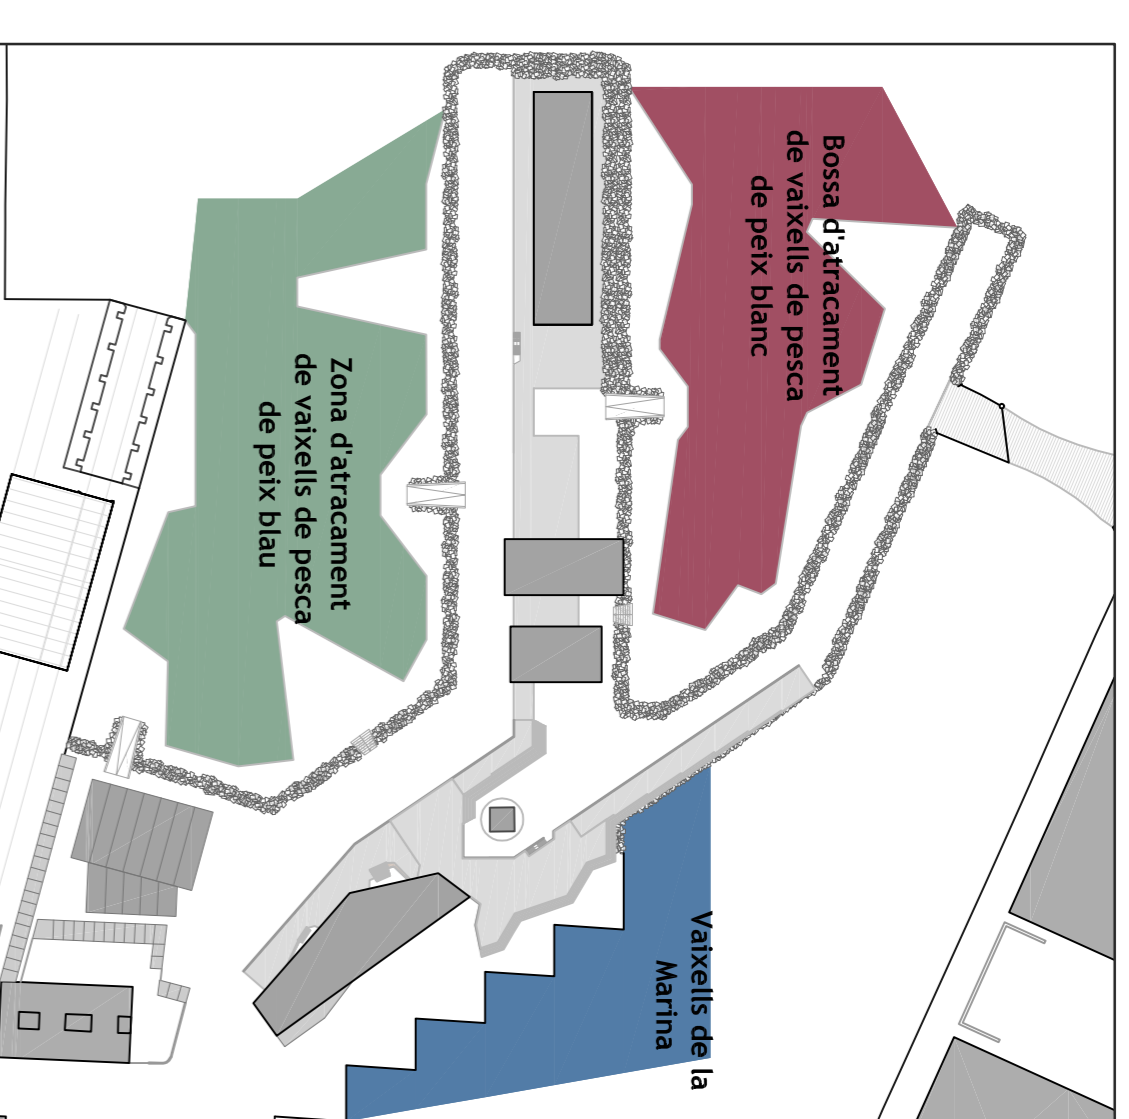 Zona d'atracament
de vaixells de pesca
de peix blau
Bossa d'atracament
de vaixells de pesca
de peix blanc
Vaixells de la
Marina